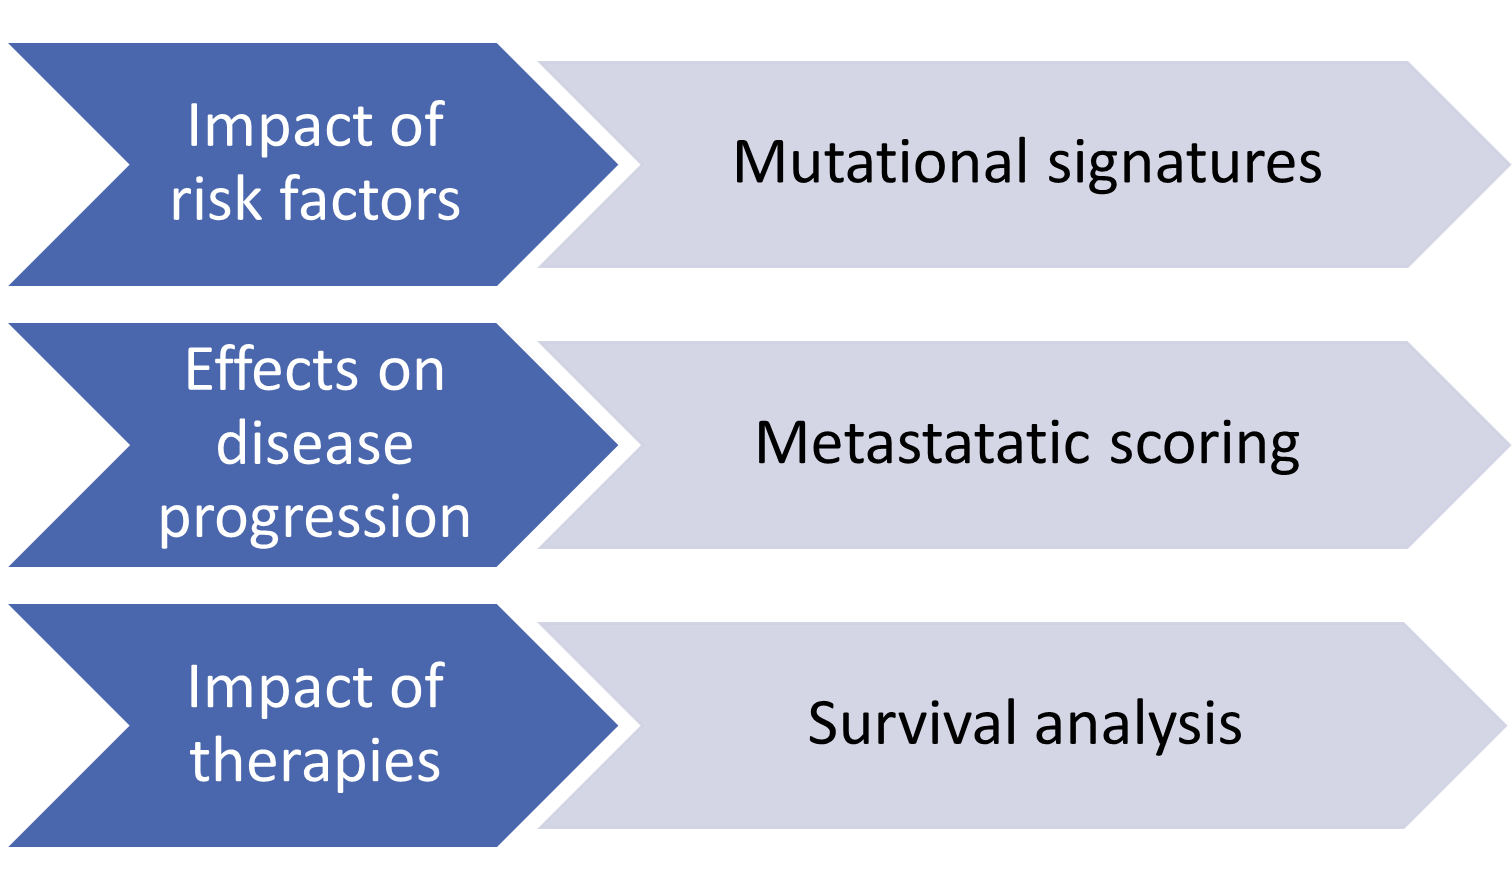 Impact of
risk factors
Mutational signatures
Effects on
disease
progression
Metastatatic scoring
Impact of
therapies
Survival analysis